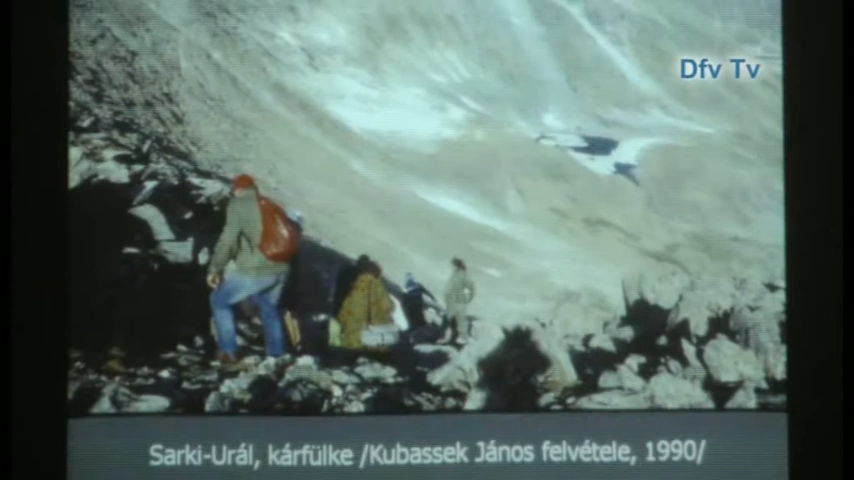 Dfv Tv
Sarki-Urál, kárfülke /Kubassek János felvétele, 1990/